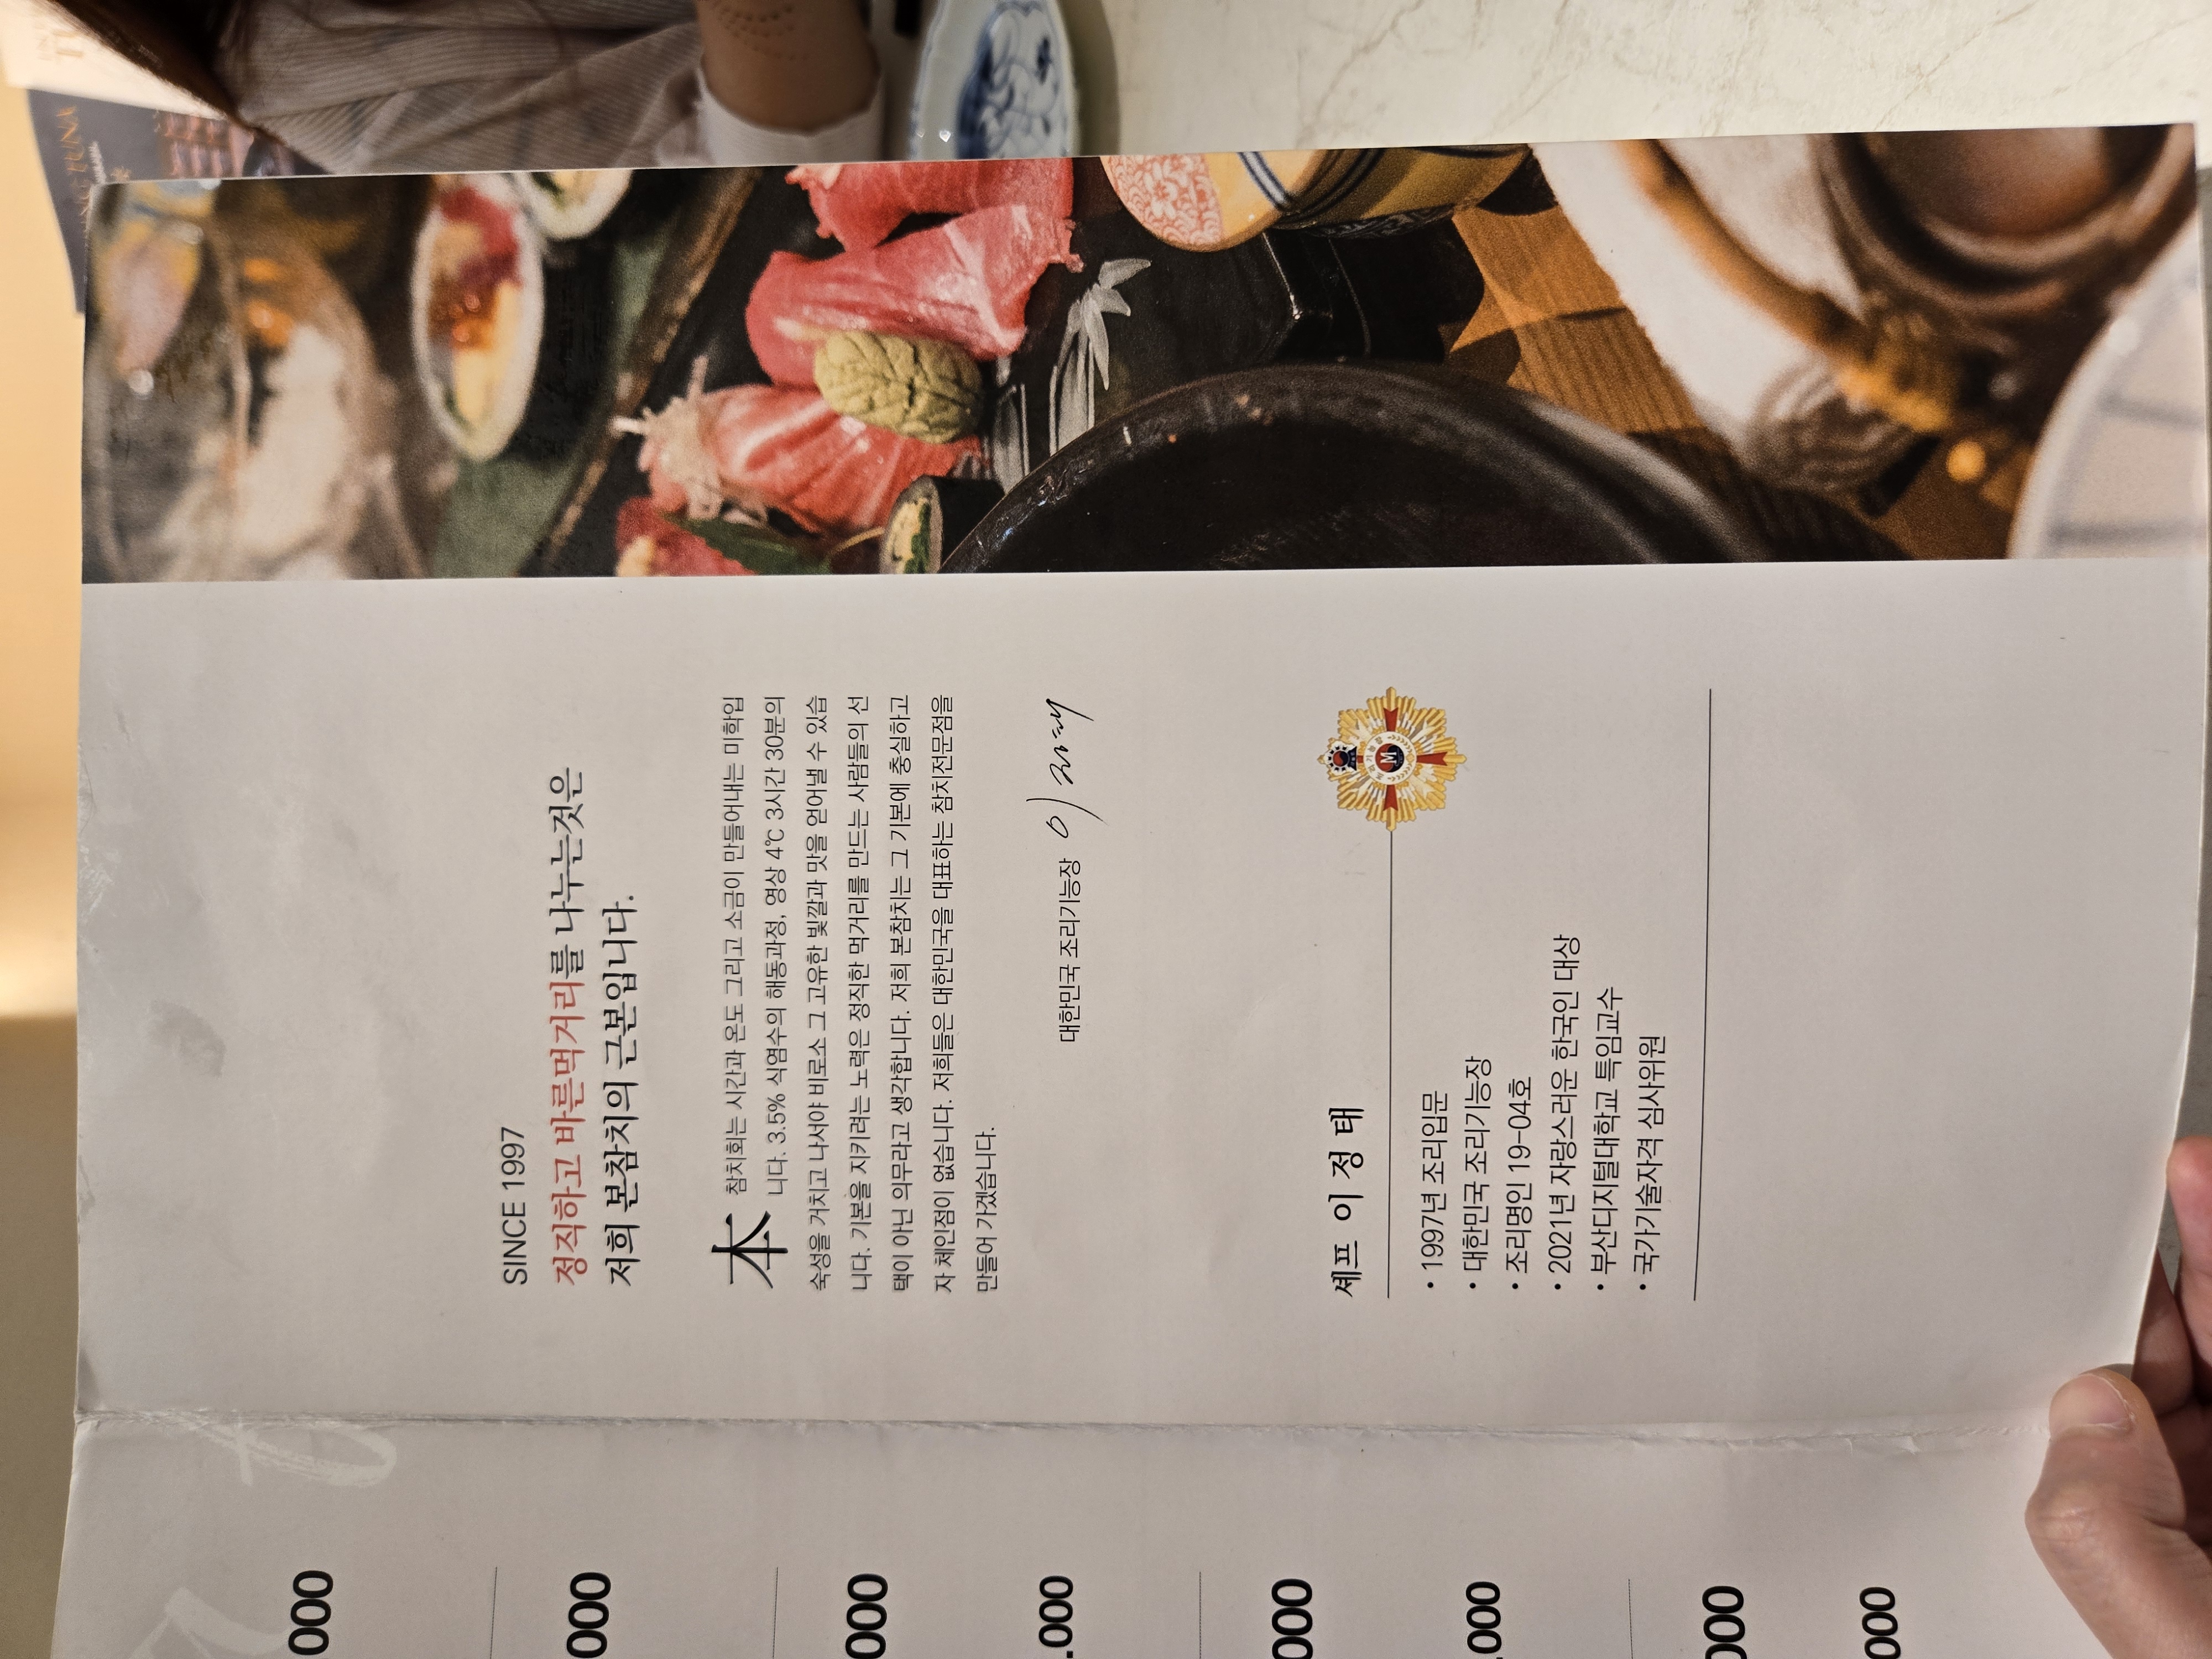 .000
000
000
.000
000
.000
000
000
SINCE 1997
정직하고 바른먹거리를 나누는것은
저희 본참치의 근본입니다.
本 참치회는 시간과 온도 그리고 소금이 만들어내는 미학입
니다. 3.5% 식염수의 해동과정, 영상 4℃ 3시간 30분의
숙성을 거치고 나서야 비로소 그 고유한 빛깔과 맛을 얻어낼 수 있습
니다. 기본을 지키려는 노력은 정직한 먹거리를 만드는 사람들의 선
택이 아닌 의무라고 생각합니다. 저희 본참치는 그 기본에 충실하고
자 체인점이 없습니다. 저희들은 대한민국을 대표하는 참치전문점을
만들어 가겠습니다.
대한민국 조리기능장 이정태
셰프 이정태
조리기능장
M
• 1997년 조리입문
• 대한민국 조리기능장
• 조리명인 19-04호
• 2021년 자랑스러운 한국인 대상
• 부산디지털대학교 특임교수
• 국가기술자격 심사위원
TUNA